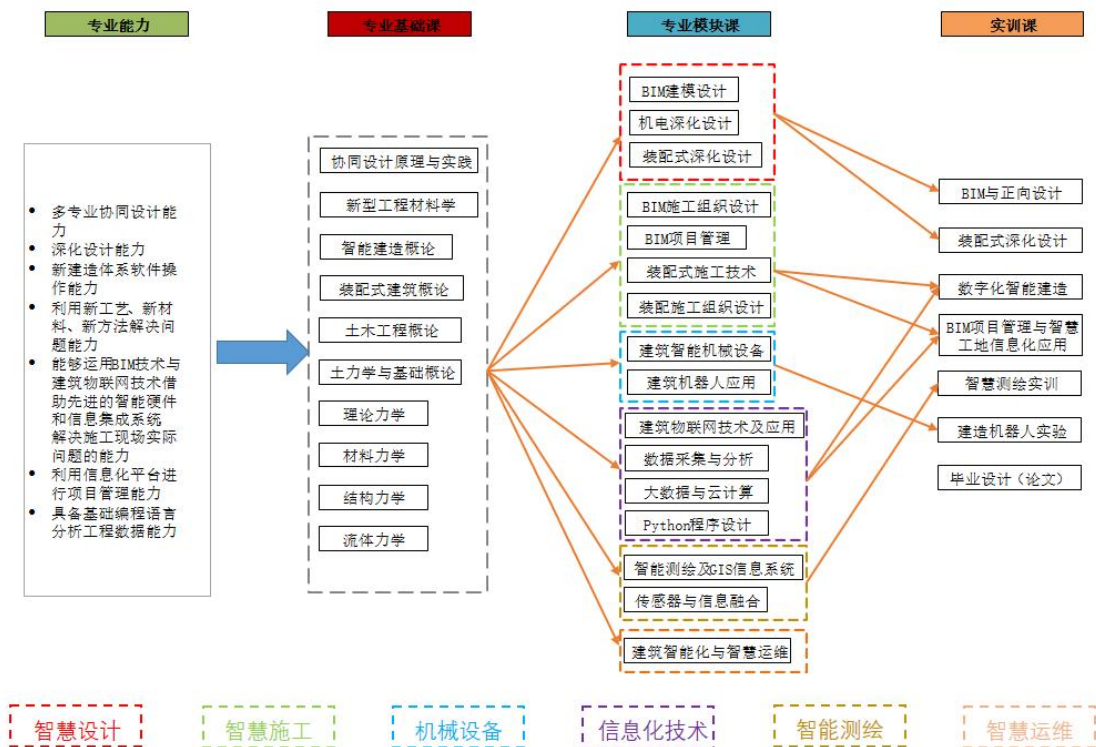 专业能力
专业基础课
专业模块课
实训课
多专业协同设计能
力
深化设计能力
新建造体系软件操
作能力
利用新工艺、新材
料、新方法解决问
题能力
能够运用BIM技术与
建筑物联网技术借
助先进的智能硬件
和信息集成系统
解决施工现场实际
问题的能力
利用信息化平台进
行项目管理能力
具备基础编程语言
分析工程数据能力
协同设计原理与实践
新型工程材料学
智能建造概论
装配式建筑概论
土木工程概论
土力学与基础概论
理论力学
材料力学
结构力学
流体力学
BIM建模设计
机电深化设计
装配式深化设计
BIM施工组织设计
BIM项目管理
装配式施工技术
装配施工组织设计
建筑智能机械设备
建筑机器人应用
建筑物联网技术及应用
数据采集与分析
大数据与云计算
Python程序设计
智能测绘及GIS信息系统
传感器与信息融合
建筑智能化与智慧运维
BIM与正向设计
装配式深化设计
数字化智能建造
BIM项目管理与智慧
工地信息化应用
智慧测绘实训
建造机器人实验
毕业设计（论文）
智慧设计
智慧施工
机械设备
信息化技术
智能测绘
智慧运维